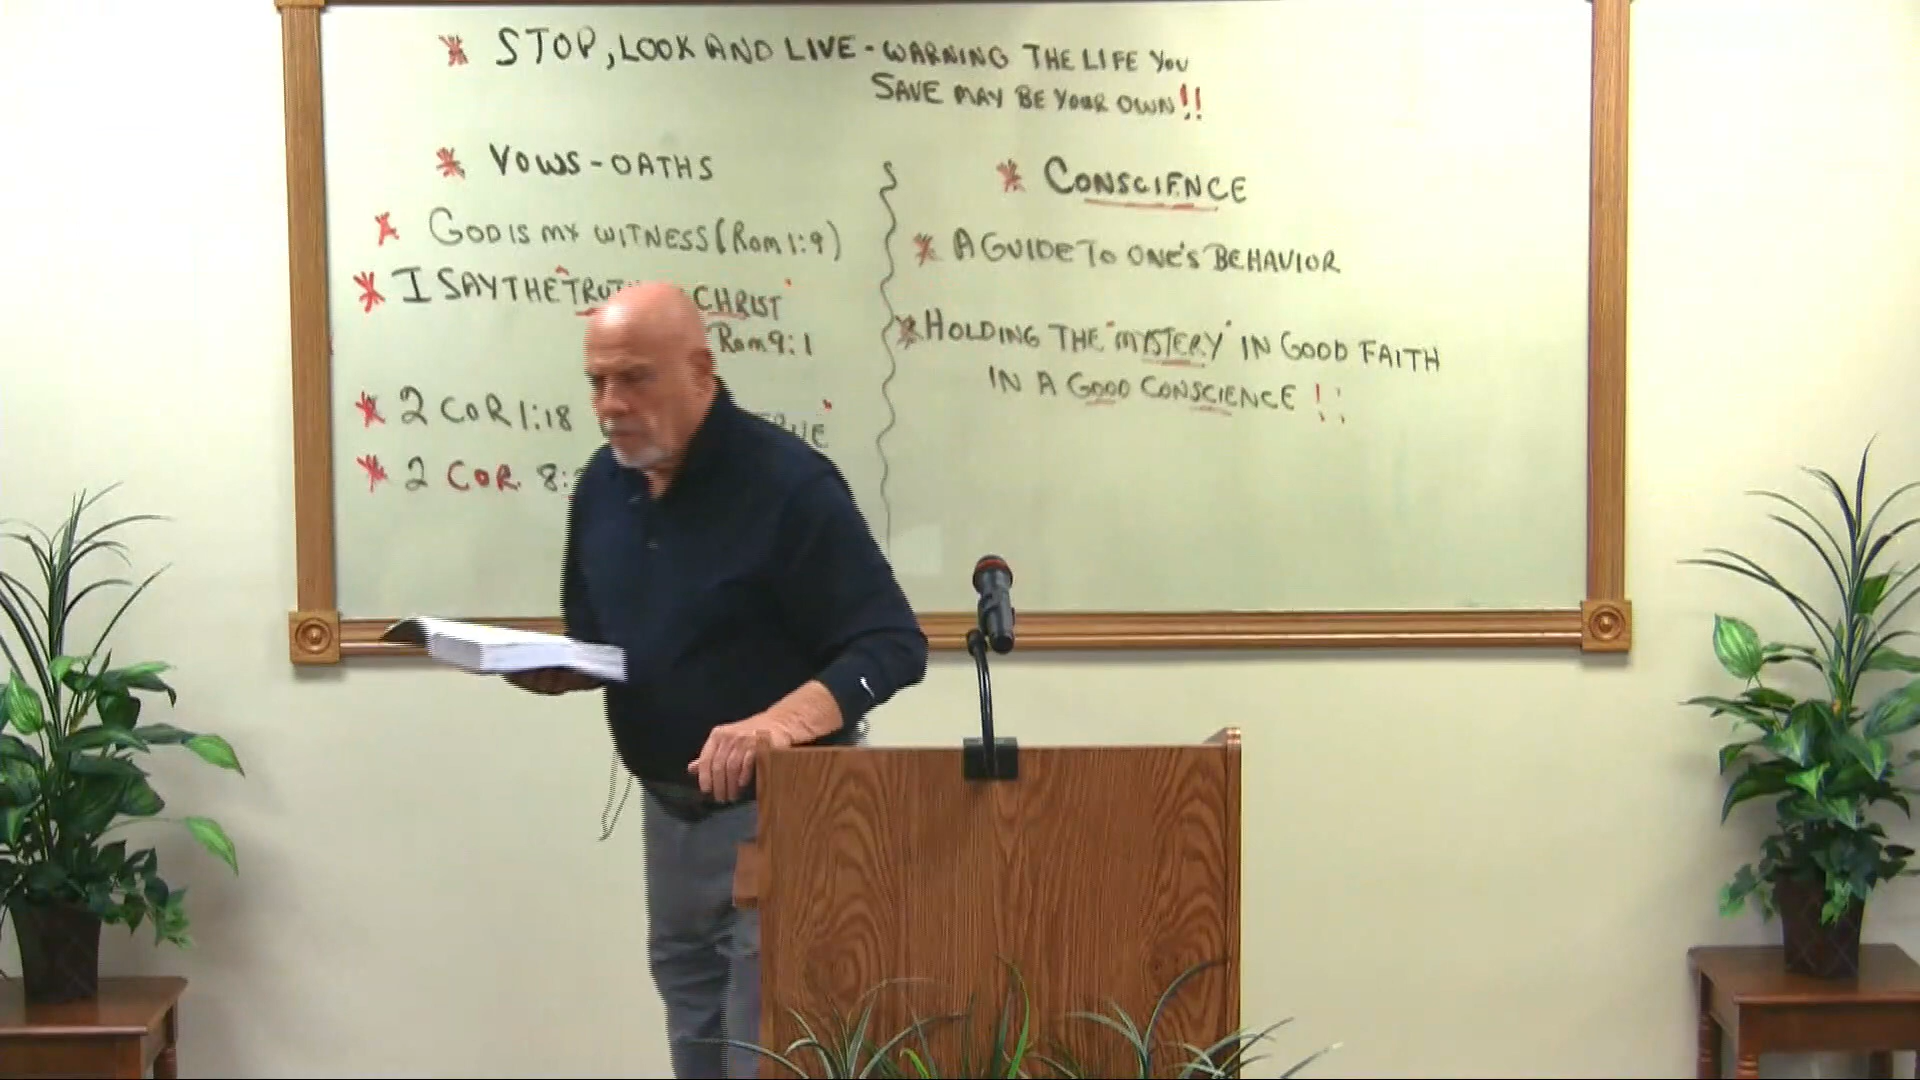 * STOP, LOOK AND LIVE - WARNING THE LIFE YOU
SAVE MAY BE YOUR OWN!!
* VOWS - OATHS
* GOD IS MY WITNESS (Rom 1:9)
* I SAY THE "TRUT CHRIST"
Rom 9:1
* 2 COR 1:18 TRUE"
* 2 COR. 8:
* CONSCIENCE
* A GUIDE TO ONE'S BEHAVIOR
* HOLDING THE "MYSTERY" IN GOOD FAITH
IN A GOOD CONSCIENCE !!